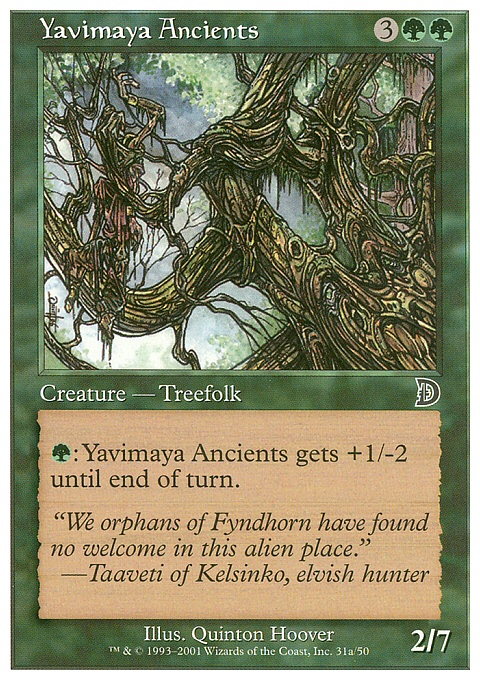 Yavimaya Ancients 3
Creature — Treefolk
: Yavimaya Ancients gets +1/-2
until end of turn.
“We orphans of Fyndhorn have found
no welcome in this alien place.”
—Taaveti of Kelsinko, elvish hunter
Illus. Quinton Hoover
2/7
™ & © 1993–2001 Wizards of the Coast, Inc. 31a/50